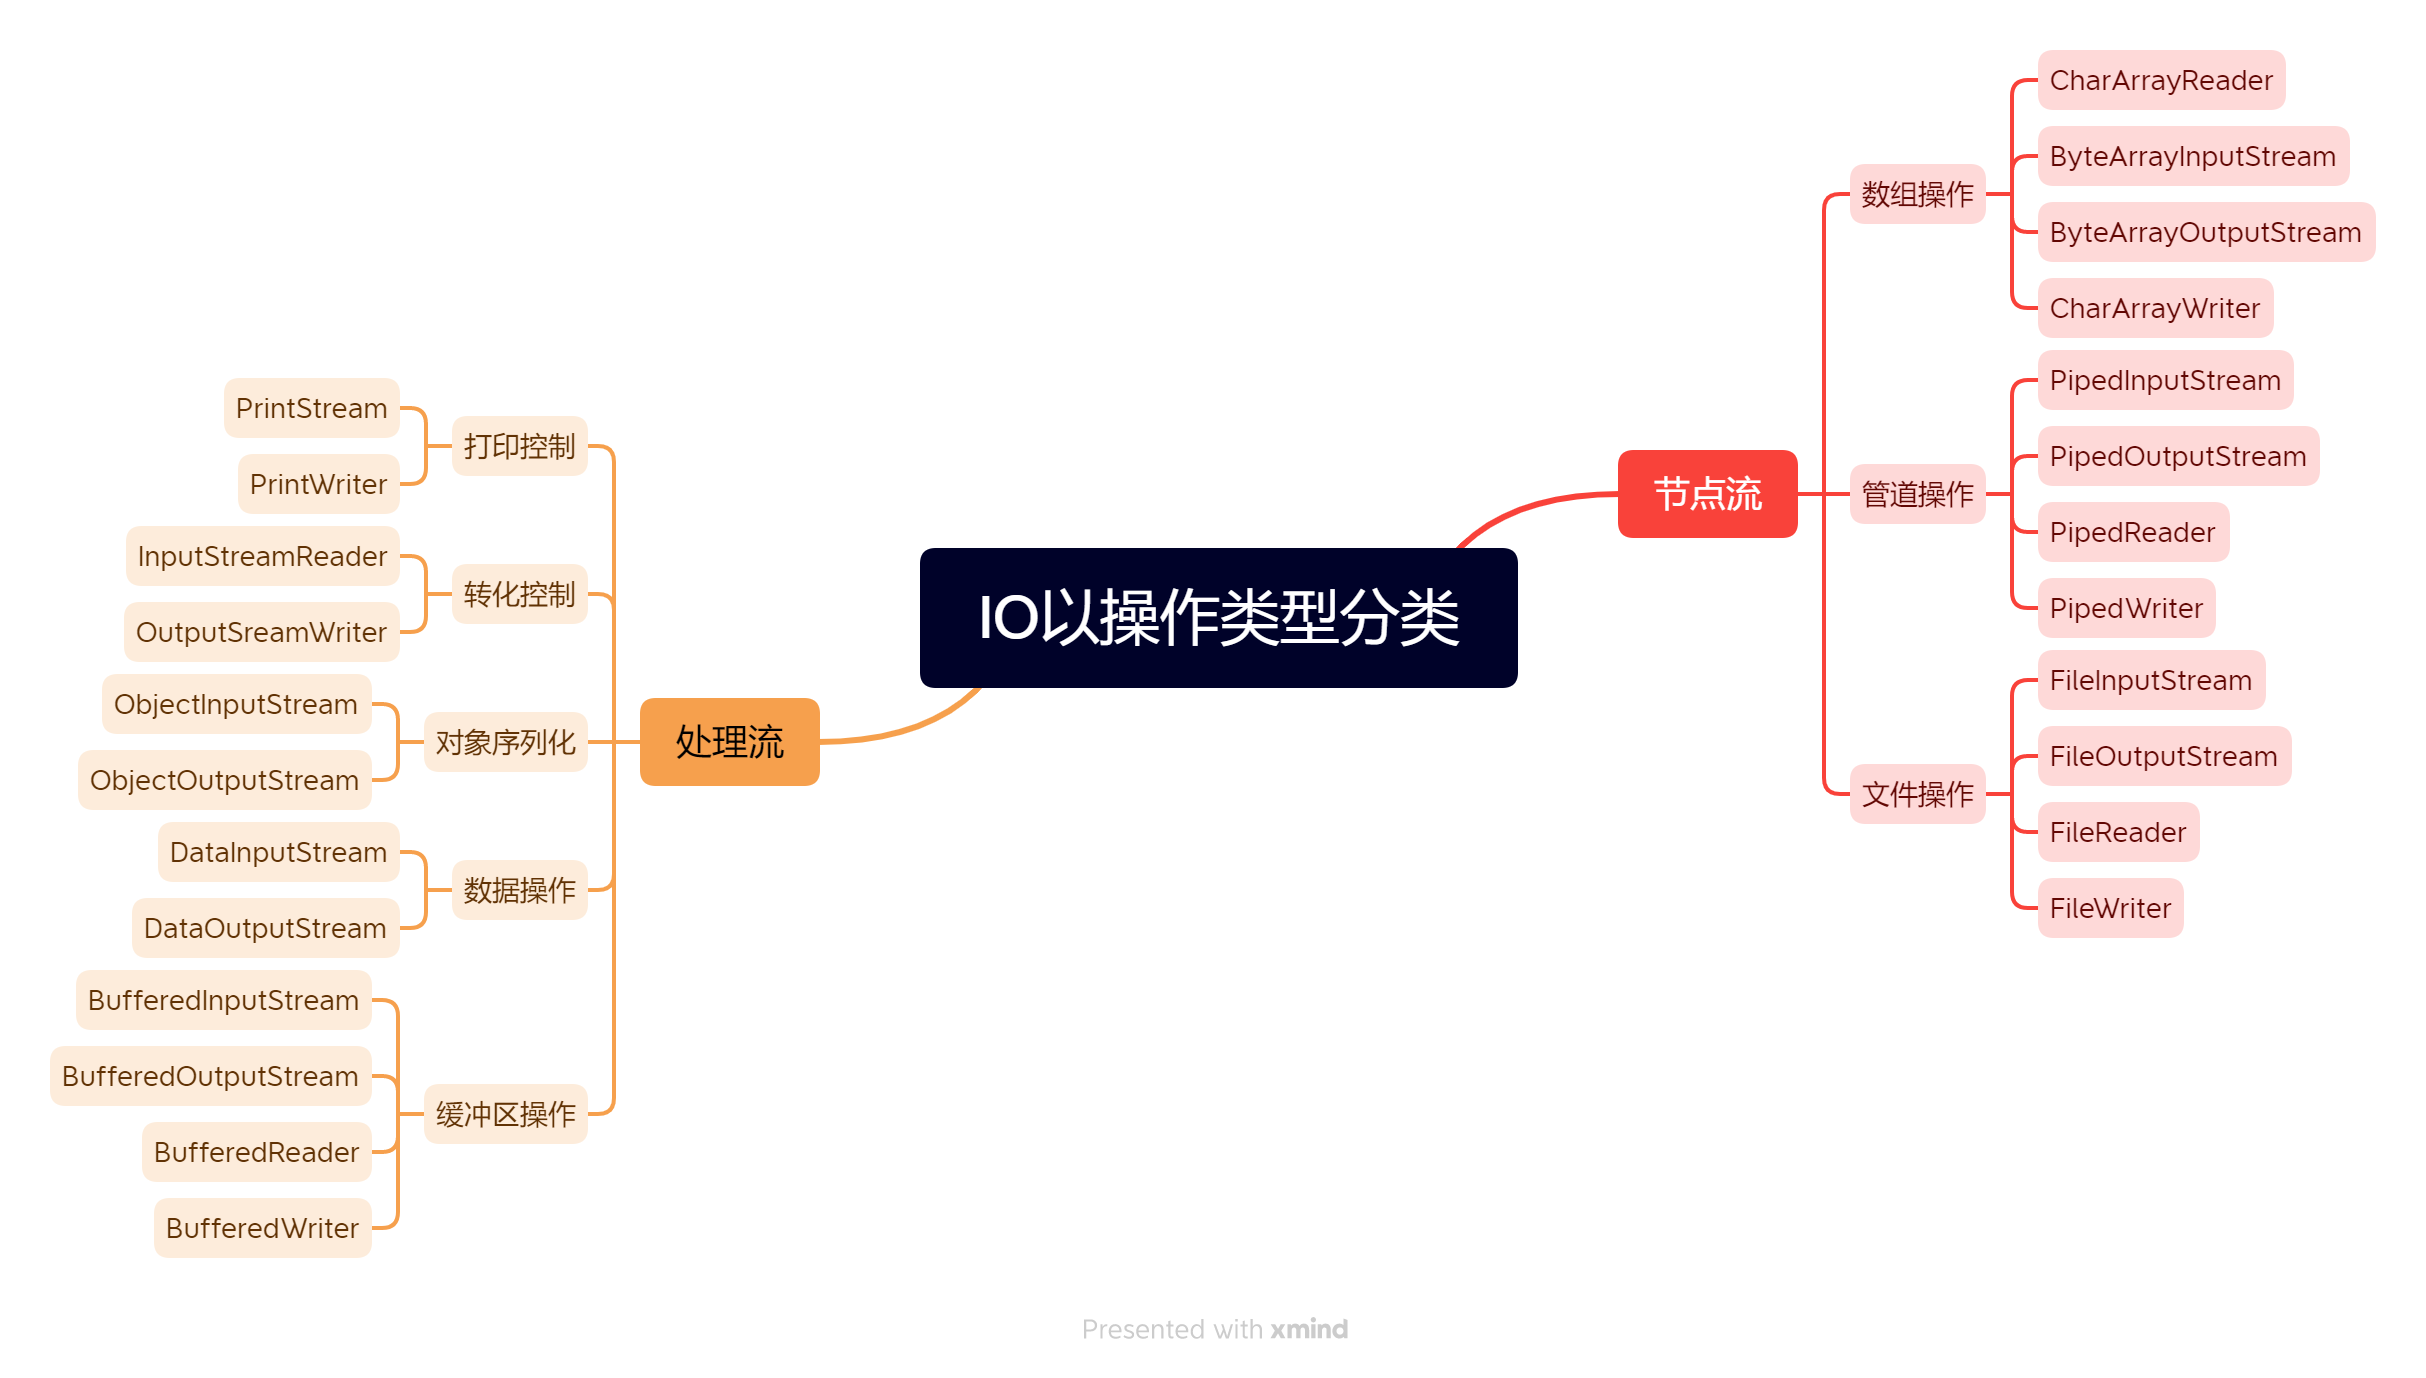 IO以操作类型分类
节点流
数组操作
CharArrayReader
ByteArrayInputStream
ByteArrayOutputStream
CharArrayWriter
管道操作
PipedInputStream
PipedOutputStream
PipedReader
PipedWriter
文件操作
FileInputStream
FileOutputStream
FileReader
FileWriter
处理流
打印控制
PrintStream
PrintWriter
转化控制
InputStreamReader
OutputSreamWriter
对象序列化
ObjectInputStream
ObjectOutputStream
数据操作
DataInputStream
DataOutputStream
缓冲区操作
BufferedInputStream
BufferedOutputStream
BufferedReader
BufferedWriter
Presented with xmind